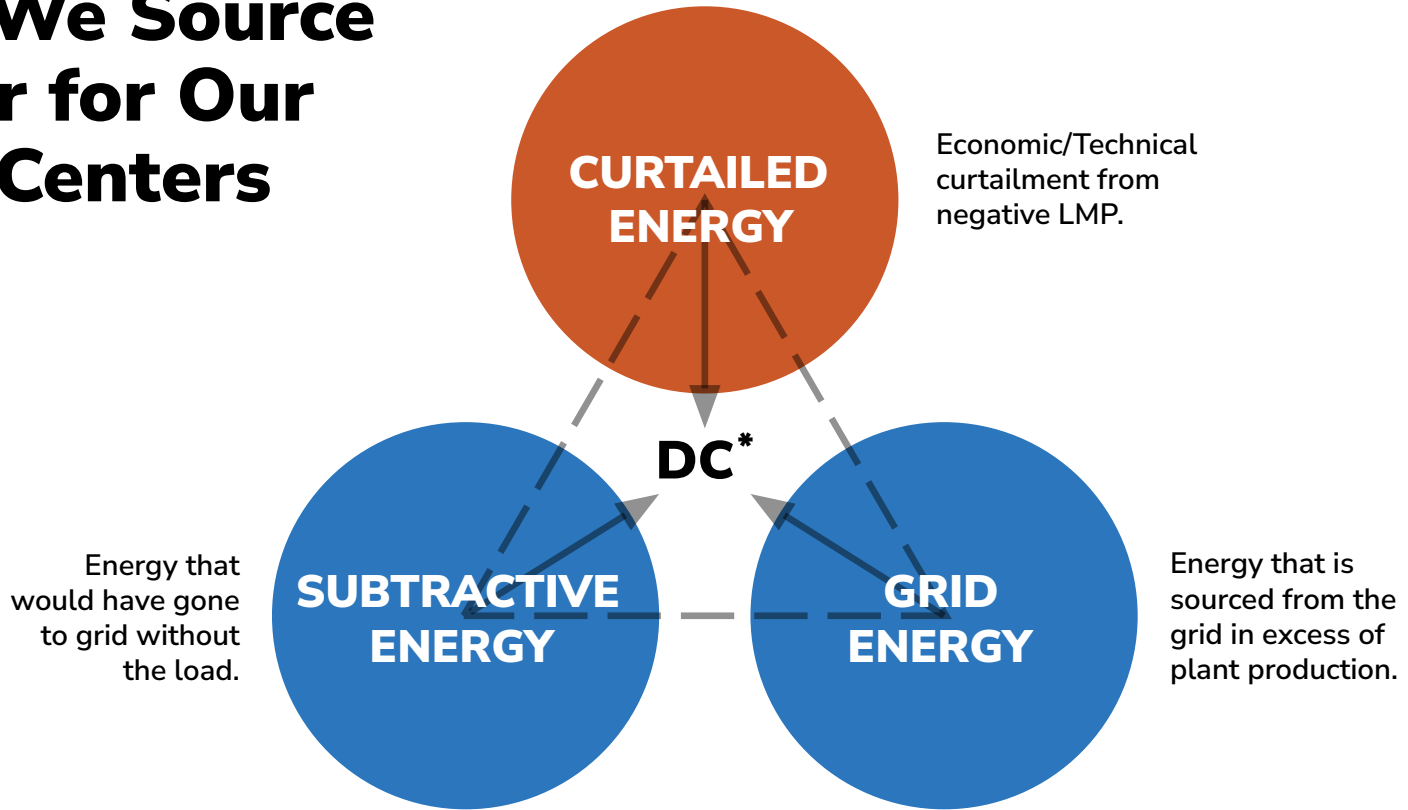 We Source
r for Our
Centers
CURTAILED
ENERGY
Economic/Technical
curtailment from
negative LMP.
DC*
Energy that
would have gone
to grid without
the load.
SUBTRACTIVE
ENERGY
GRID
ENERGY
Energy that is
sourced from the
grid in excess of
plant production.